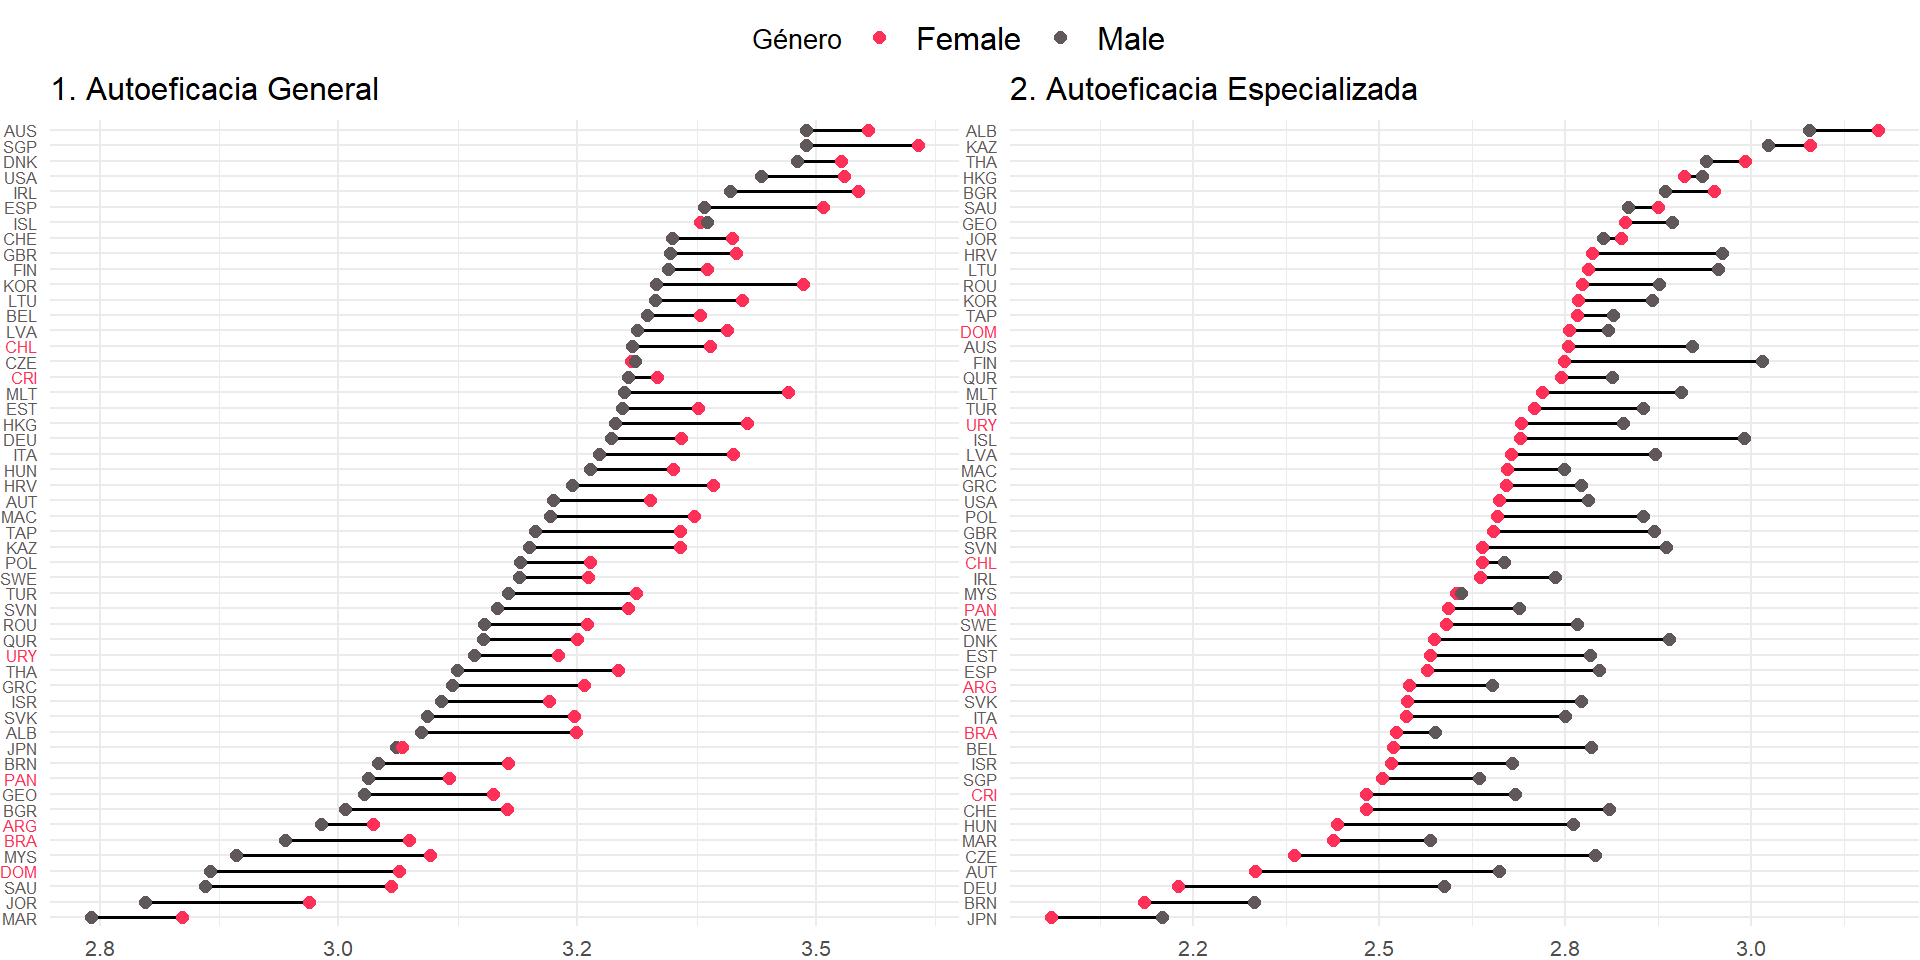 Género Female Male
1. Autoeficacia General
AUS
SGP
DNK
USA
IRL
ESP
ISL
CHE
GBR
FIN
KOR
LTU
BEL
LVA
CHL
CZE
CRI
MLT
EST
HKG
DEU
ITA
HUN
HRV
AUT
MAC
TAP
KAZ
POL
SWE
TUR
SVN
ROU
QUR
URY
THA
GRC
ISR
SVK
ALB
JPN
BRN
PAN
GEO
BGR
ARG
BRA
MYS
DOM
SAU
JOR
MAR
2.8 3.0 3.2 3.5
2. Autoeficacia Especializada
ALB
KAZ
THA
HKG
BGR
SAU
GEO
JOR
HRV
LTU
ROU
KOR
TAP
DOM
AUS
FIN
QUR
MLT
TUR
URY
ISL
LVA
MAC
GRC
USA
POL
GBR
SVN
CHL
IRL
MYS
PAN
SWE
DNK
EST
ESP
ARG
SVK
ITA
BRA
BEL
ISR
SGP
CRI
CHE
HUN
MAR
CZE
AUT
DEU
BRN
JPN
2.2 2.5 2.8 3.0